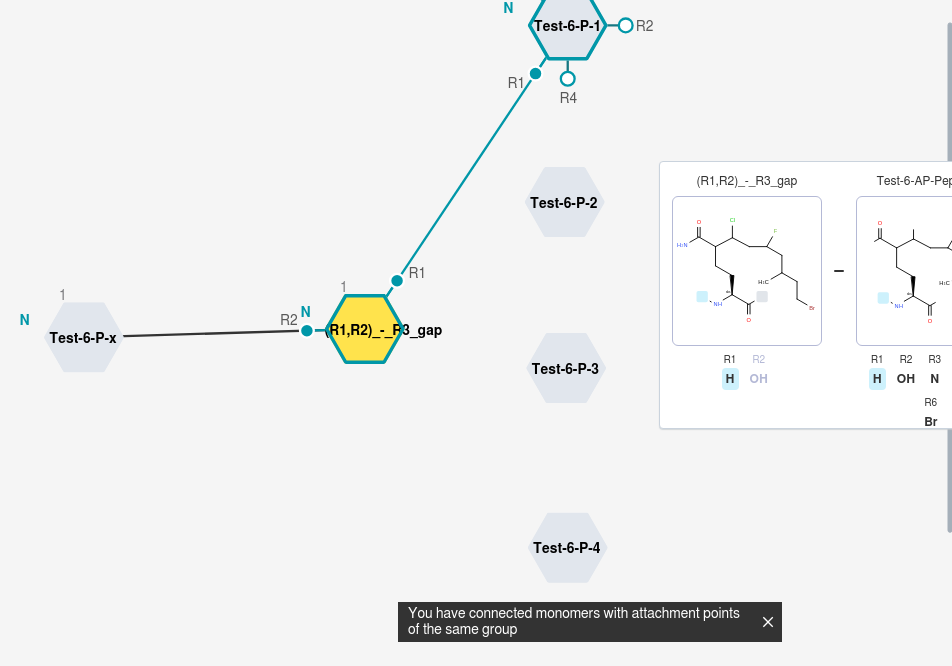 N
Test-6-P-1
R2
R1
R4
(R1,R2)_-_R3_gap
Test-6-AP-Pep
Test-6-P-2
Cl
O
F
H₂N
O
R1
1
1
N
N
R2
(R1,R2)_-_R3_gap
Test-6-P-x
H₃C
abs
NH
O
Br
H₃C
abs
NH
O
R1 R2
H OH
R1 R2 R3
H OH N
R6
Br
Test-6-P-3
Test-6-P-4
You have connected monomers with attachment points
of the same group